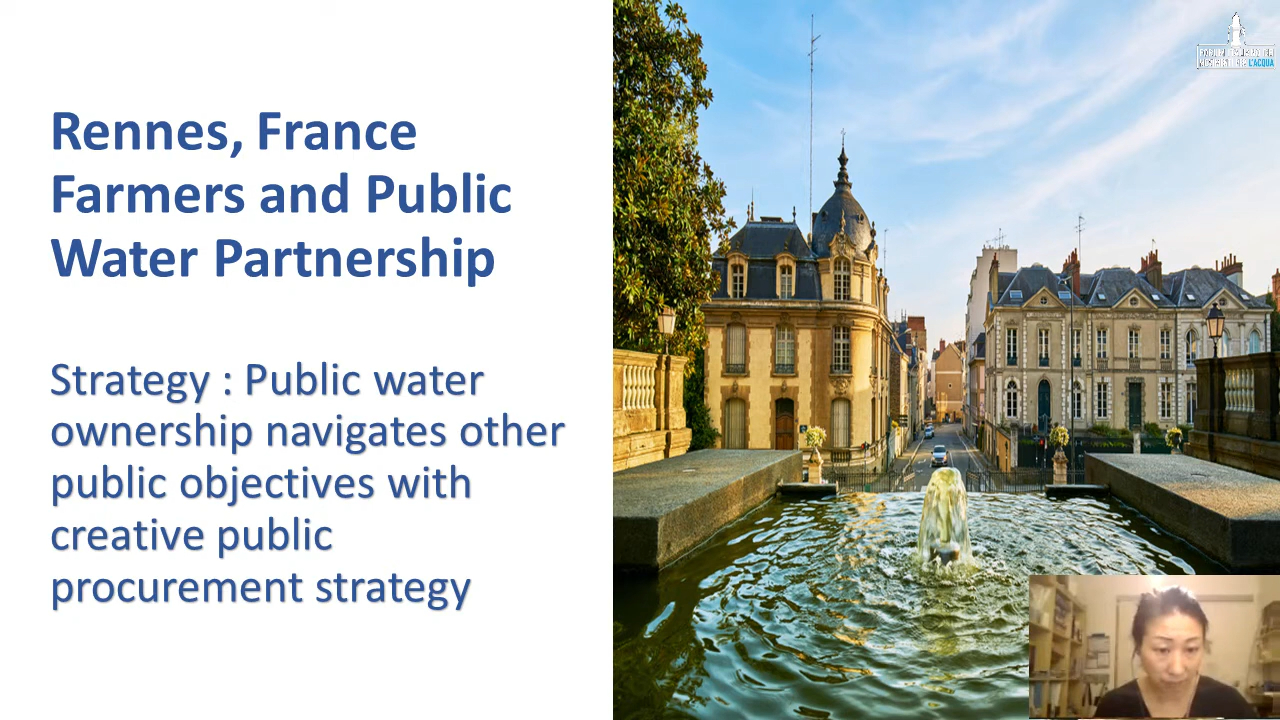 Rennes, France
Farmers and Public
Water Partnership
Strategy : Public water
ownership navigates other
public objectives with
creative public
procurement strategy
L'ACQUA